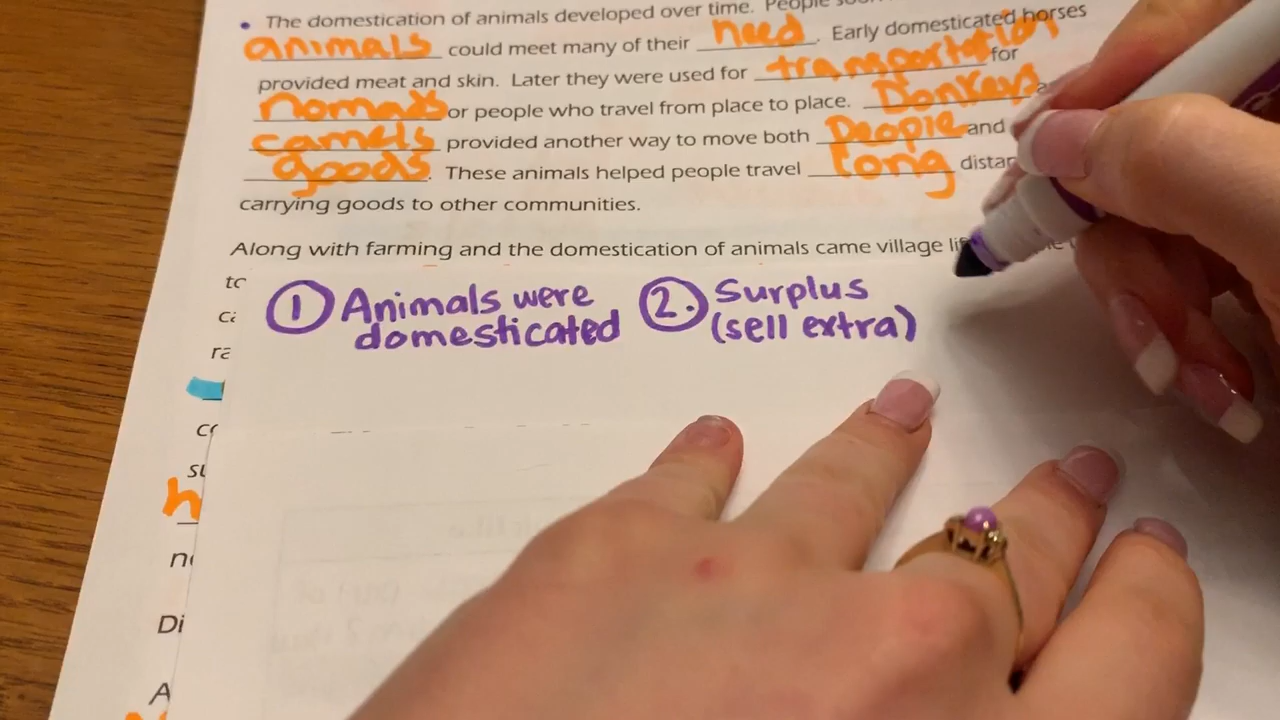 • The domestication of animals developed over time. People
animals could meet many of their need. Early domesticated horses
provided meat and skin. Later they were used for transportation for
nomads or people who travel from place to place. Donkeys
camels provided another way to move both People and
goods. These animals helped people travel long
carrying goods to other communities.
Along with farming and the domestication of animals came village
to
① Animals were
domesticated
②. Surplus
(sell extra)
Di
A